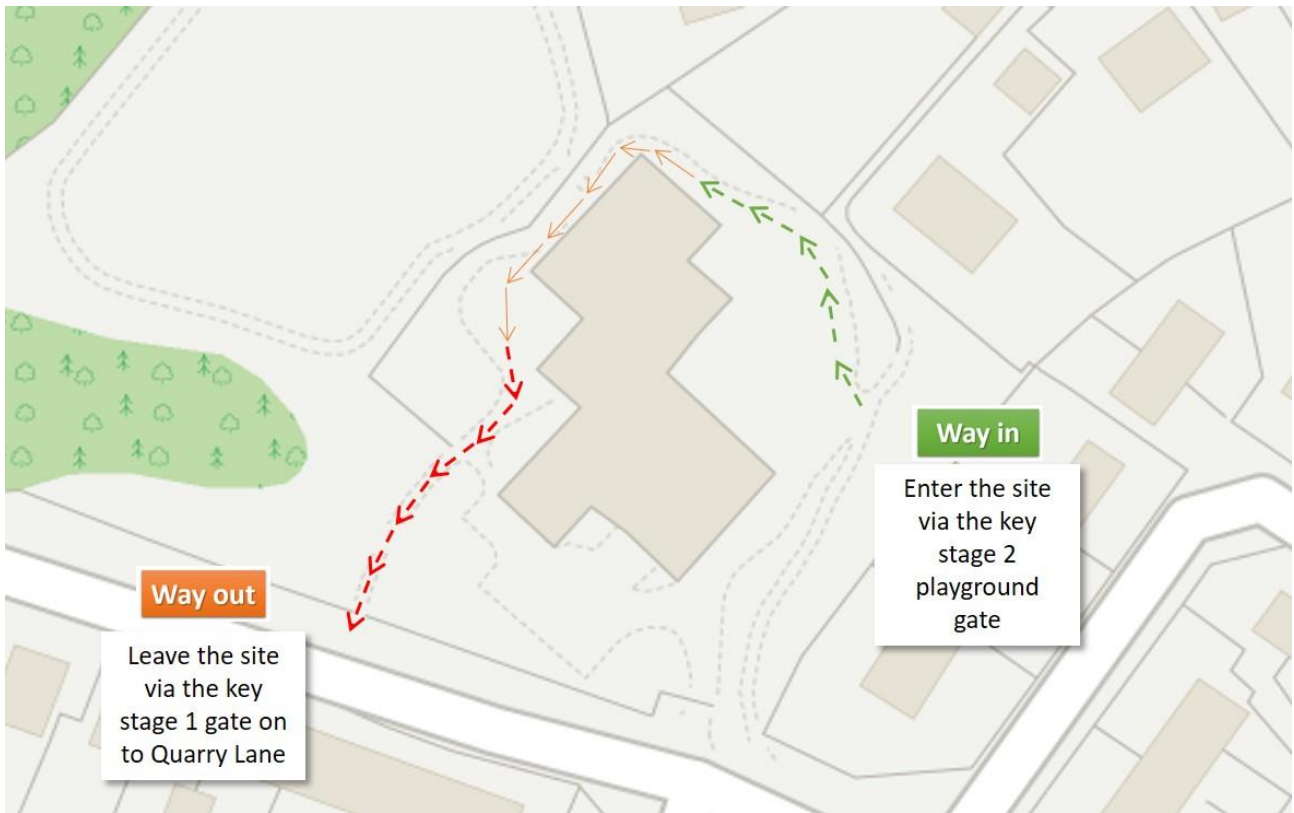 Way in
Enter the site
via the key
stage 2
playground
gate
Way out
Leave the site
via the key
stage 1 gate on
to Quarry Lane